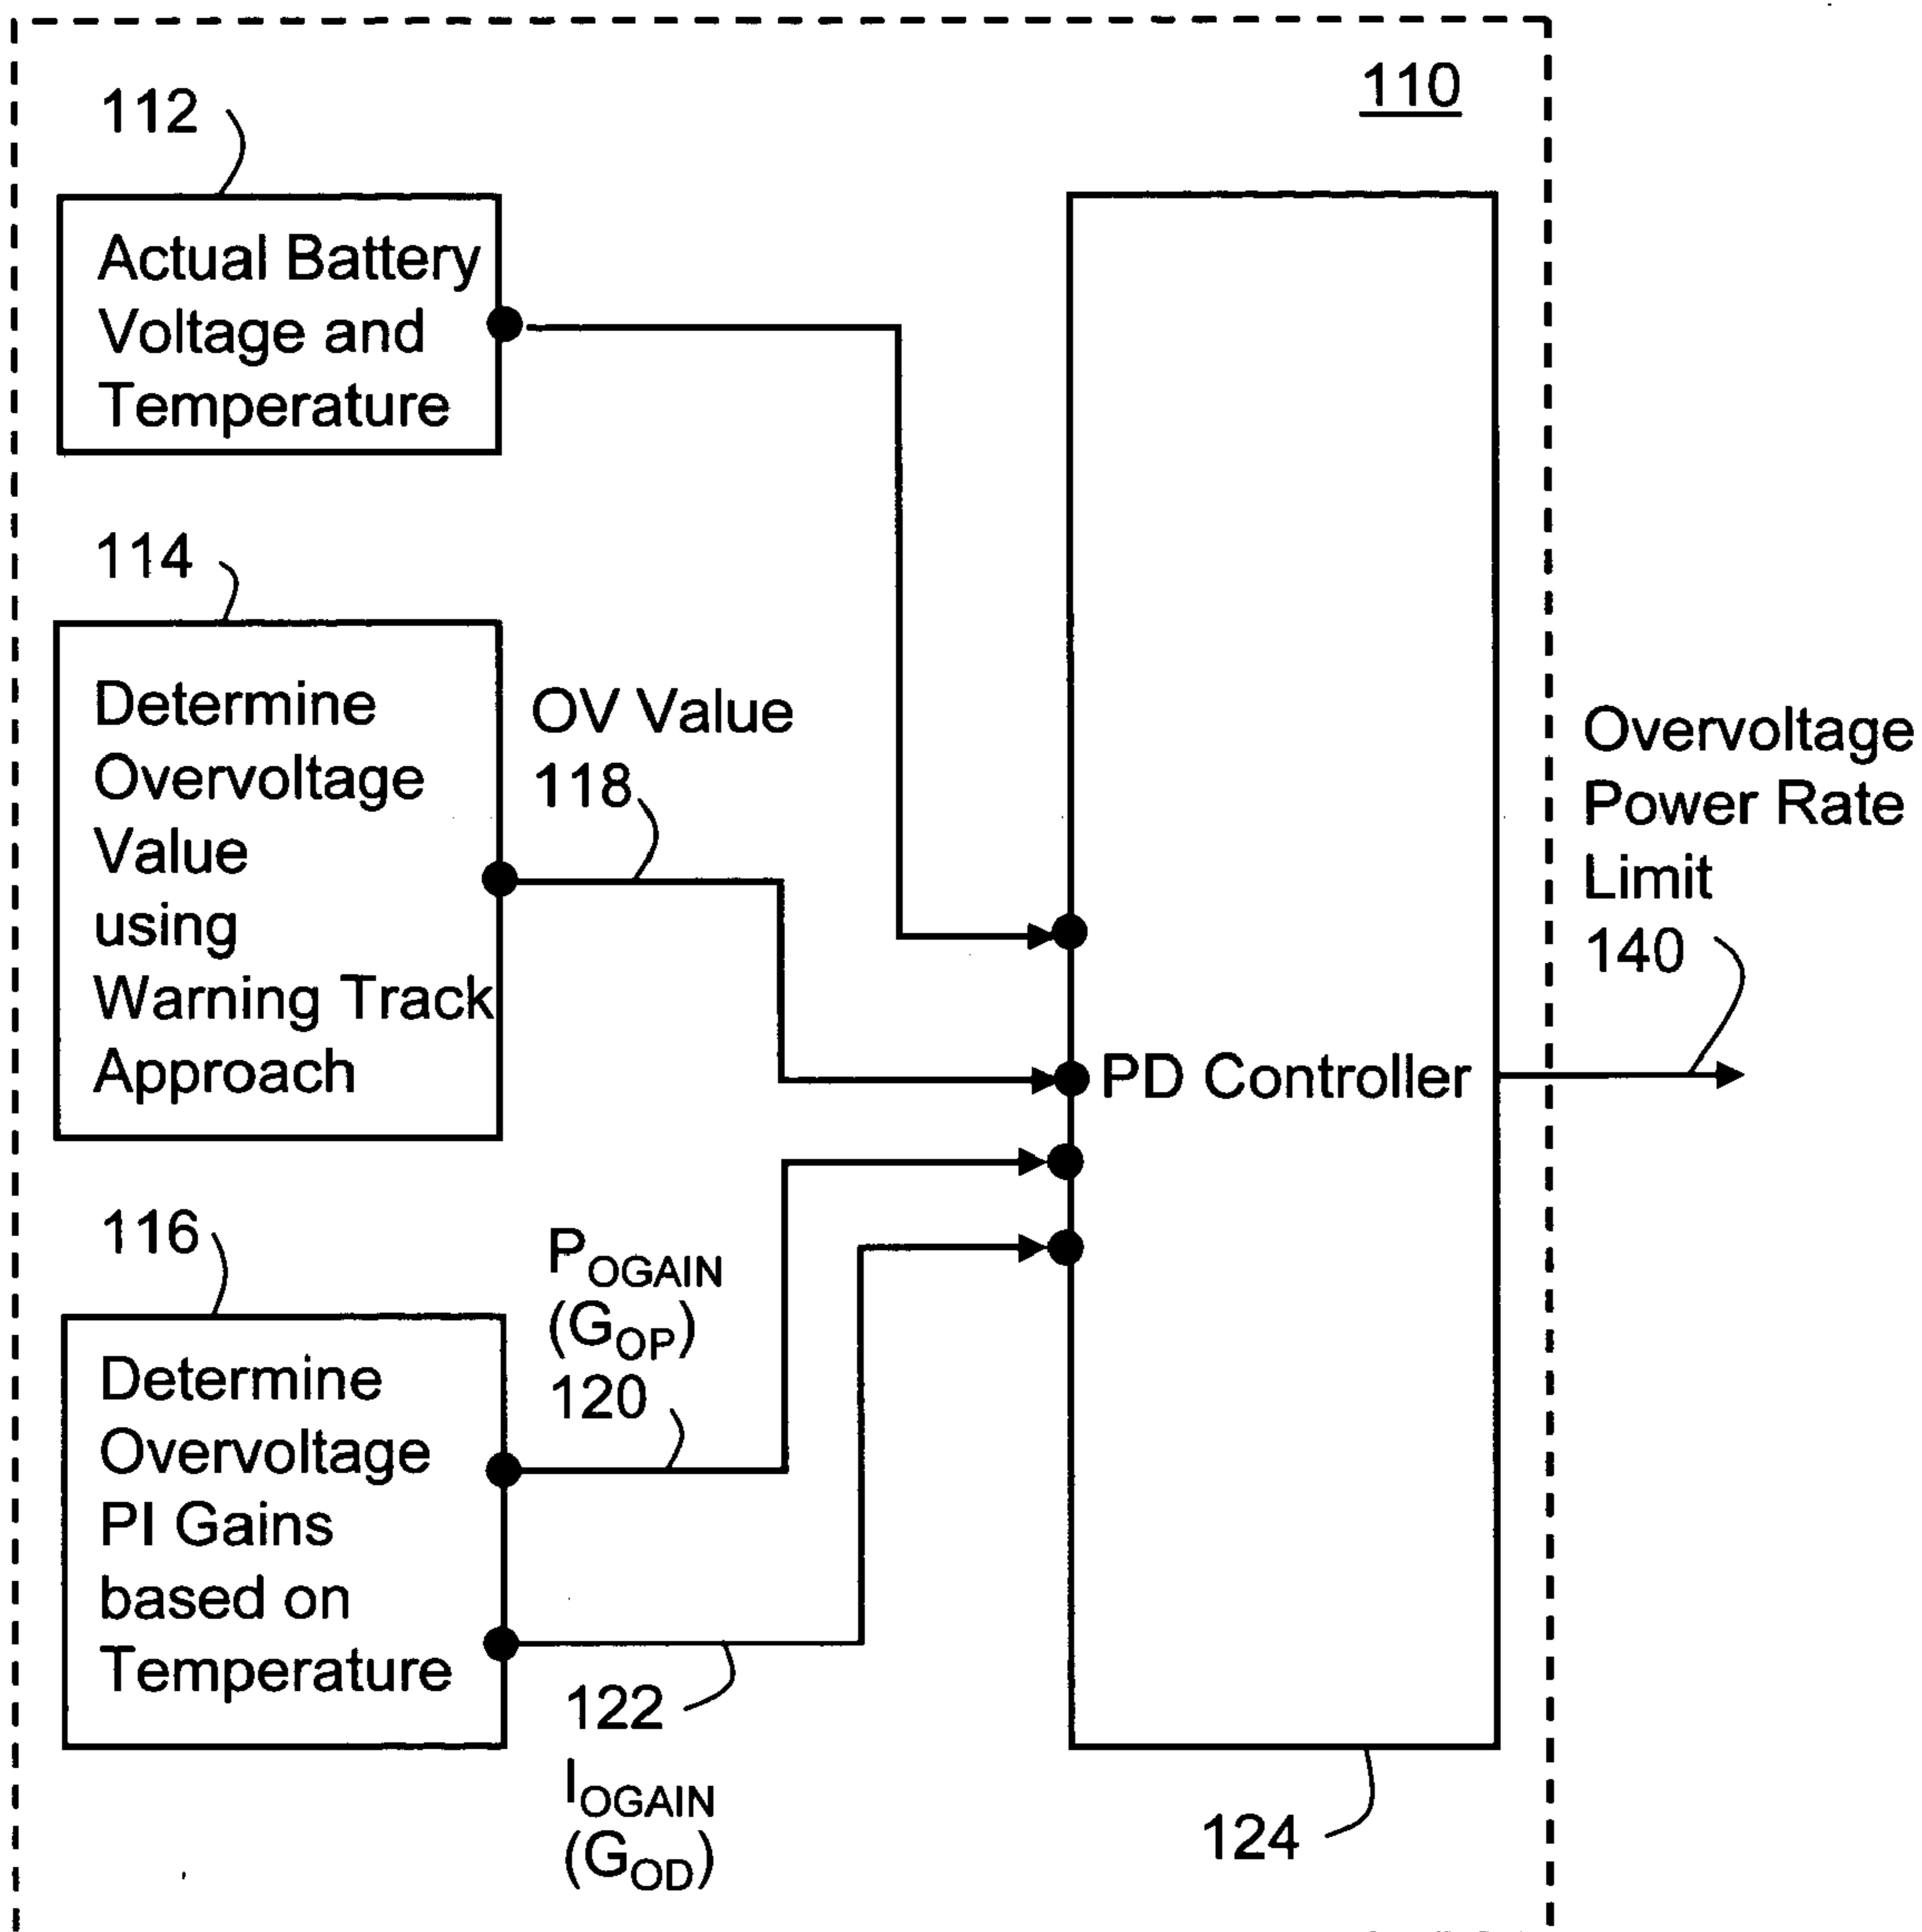 110
112
Actual Battery
Voltage and
Temperature
114
Determine
Overvoltage
Value
using
Warning Track
Approach
OV Value
118
PD Controller
Overvoltage
Power Rate
Limit
140
116
Determine
Overvoltage
PI Gains
based on
Temperature
POGAIN
(GOP)
120
122
IOGAIN
(GOD)
124